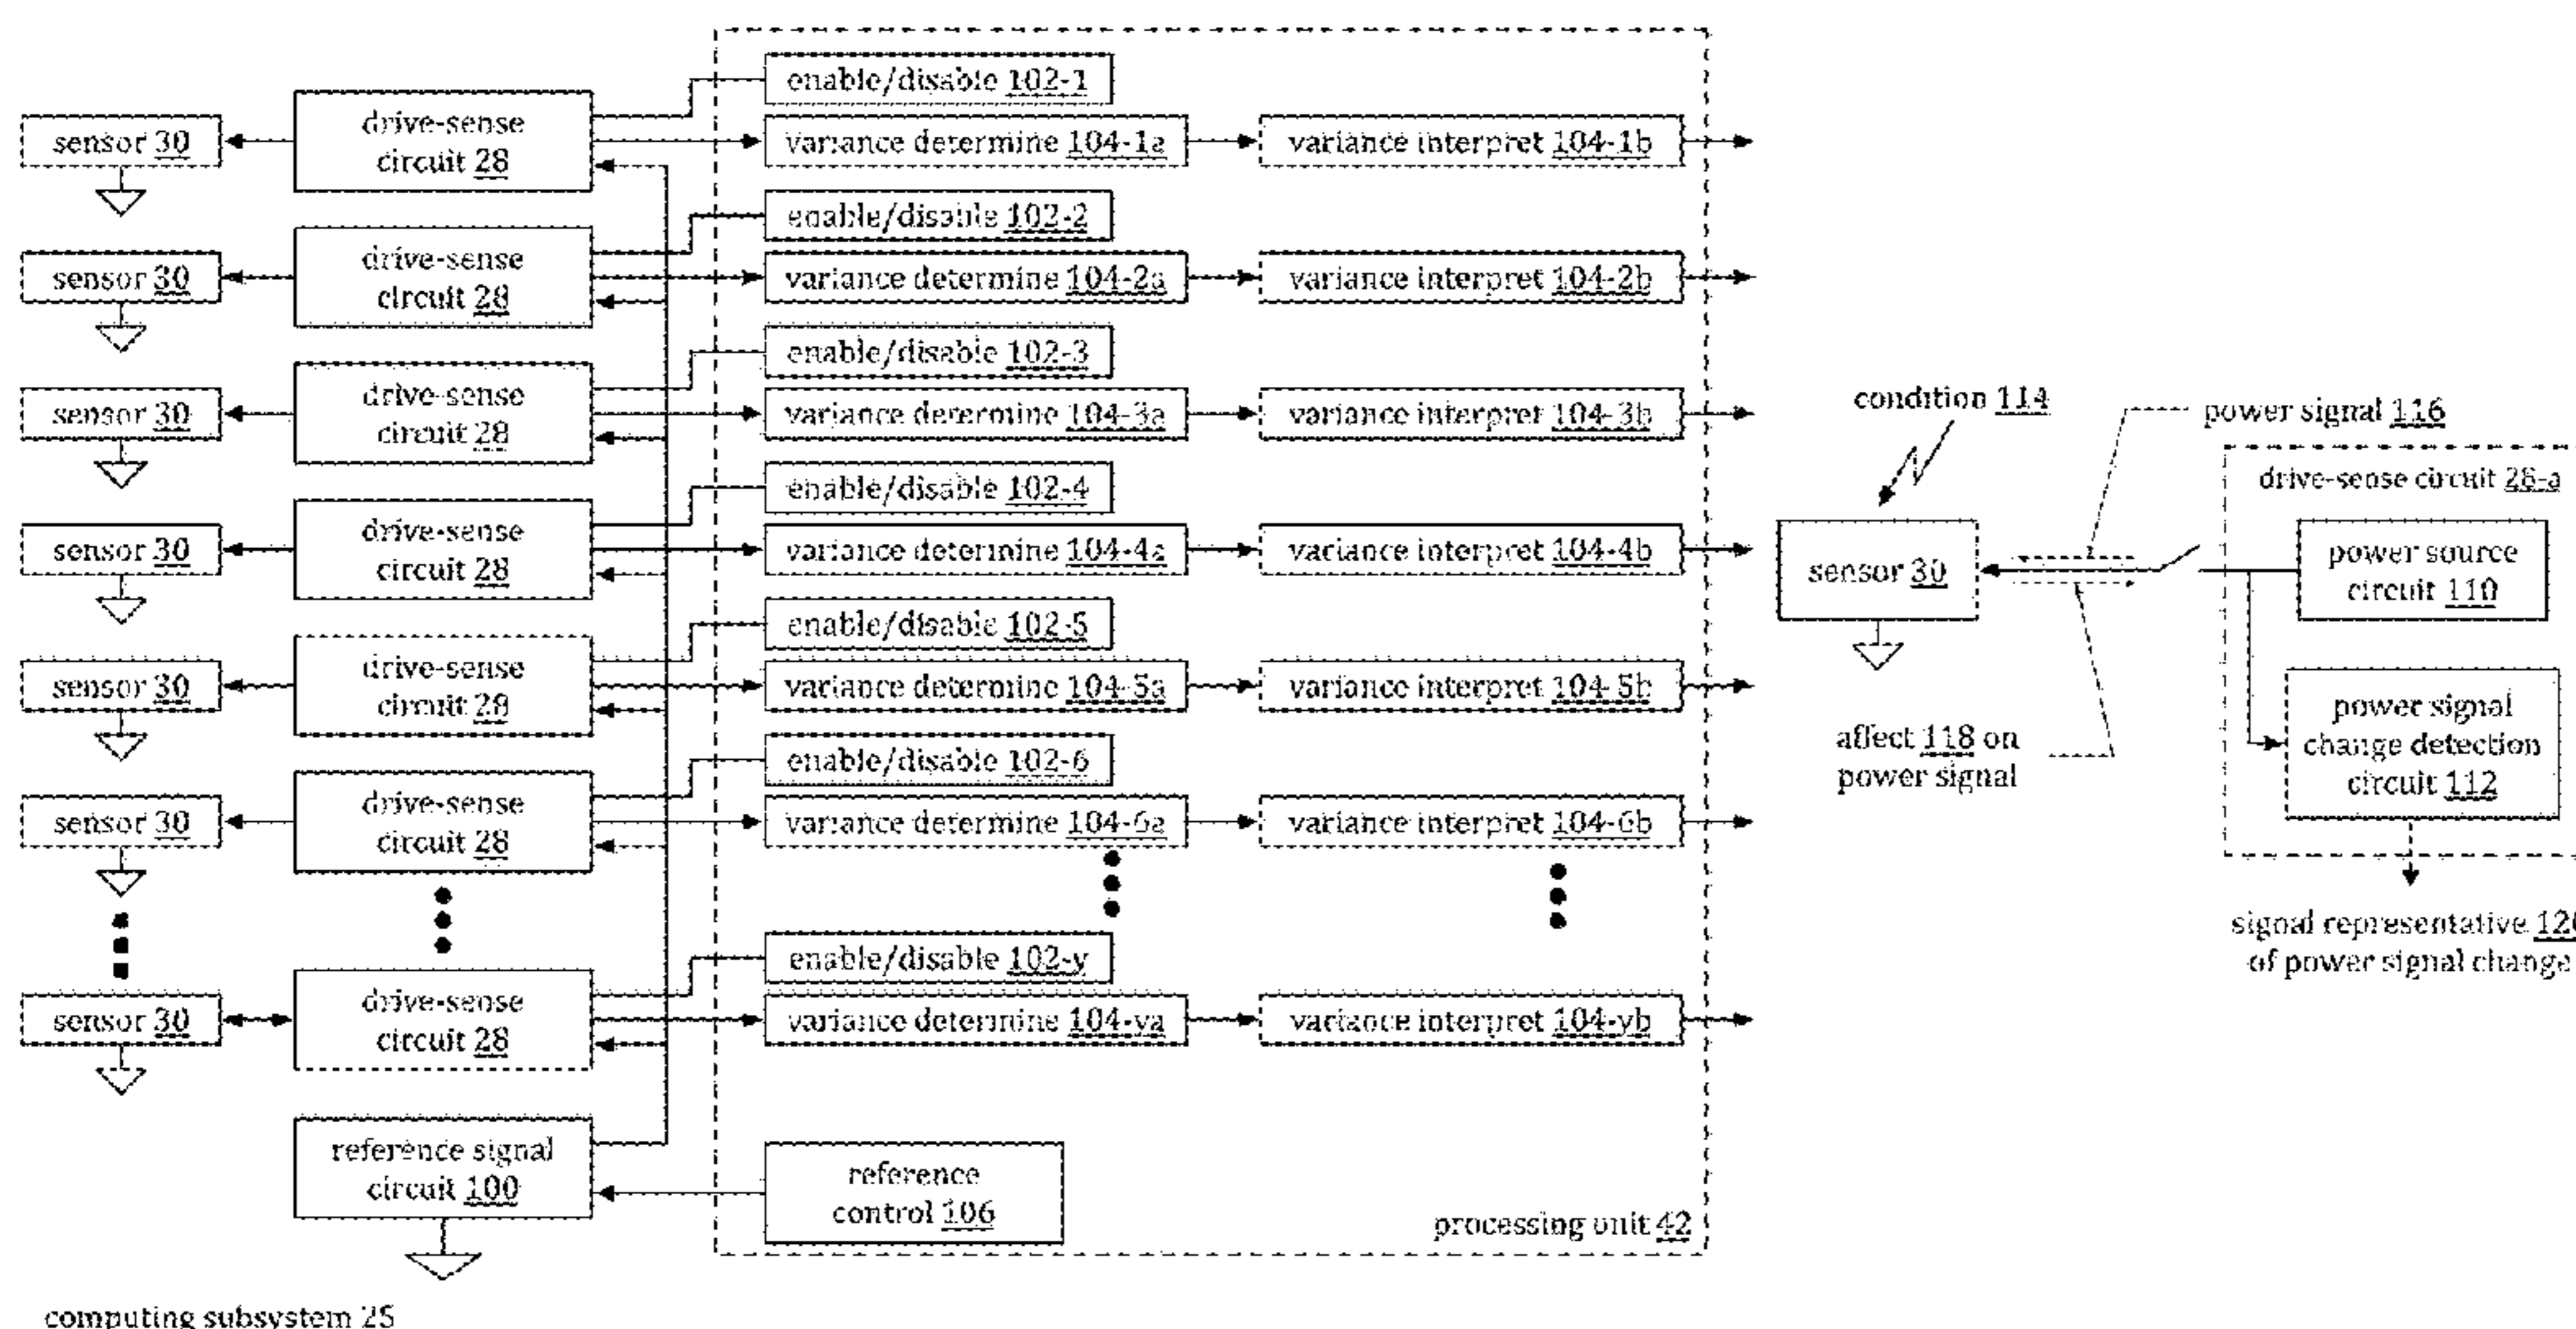 enable/disable 102-1
sensor 30
drive-sense
circuit 28
variance determine 104-1a
variance interpret 104-1b
enable/disable 102-2
sensor 30
drive-sense
circuit 28
variance determine 104-2a
variance interpret 104-2b
enable/disable 102-3
sensor 30
drive-sense
circuit 28
variance determine 104-3a
variance interpret 104-3b
enable/disable 102-4
sensor 30
drive-sense
circuit 28
variance determine 104-4a
variance interpret 104-4b
enable/disable 102-5
sensor 30
drive-sense
circuit 28
variance determine 104-5a
variance interpret 104-5b
enable/disable 102-6
sensor 30
drive-sense
circuit 28
variance determine 104-6a
variance interpret 104-6b
enable/disable 102-y
sensor 30
drive-sense
circuit 28
variance determine 104-ya
variance interpret 104-yb
reference signal
circuit 100
reference
control 106
processing unit 42
computing subsystem 25
condition 114
power signal 116
drive-sense circuit 28-a
sensor 30
power source
circuit 110
affect 118 on
power signal
power signal
change detection
circuit 112
signal representative
of power signal change